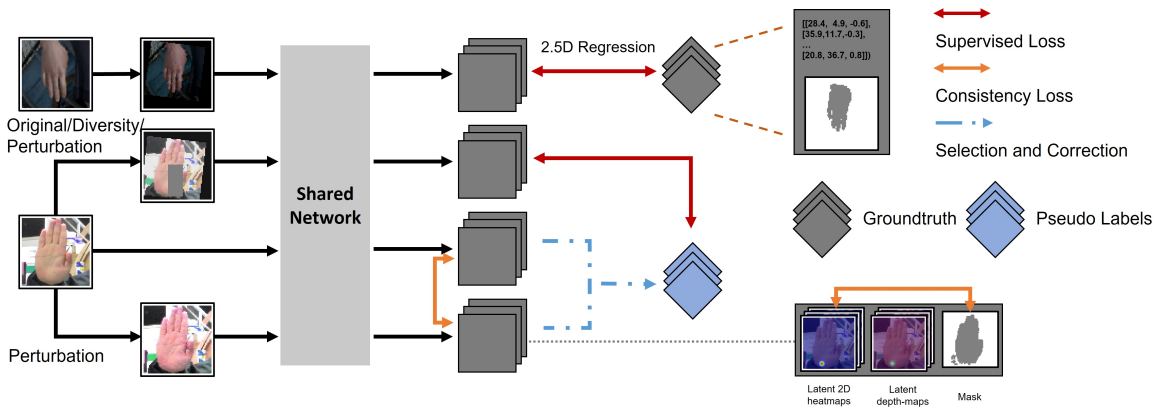 Original/Diversity/
Perturbation
Perturbation
Shared
Network
2.5D Regression
[[28.4, 4.9, -0.6],
[35.9,11.7,-0.3],
...
[20.8, 36.7, 0.8]])
Supervised Loss
Consistency Loss
Selection and Correction
Groundtruth
Pseudo Labels
Latent 2D
heatmaps
Latent
depth-maps
Mask